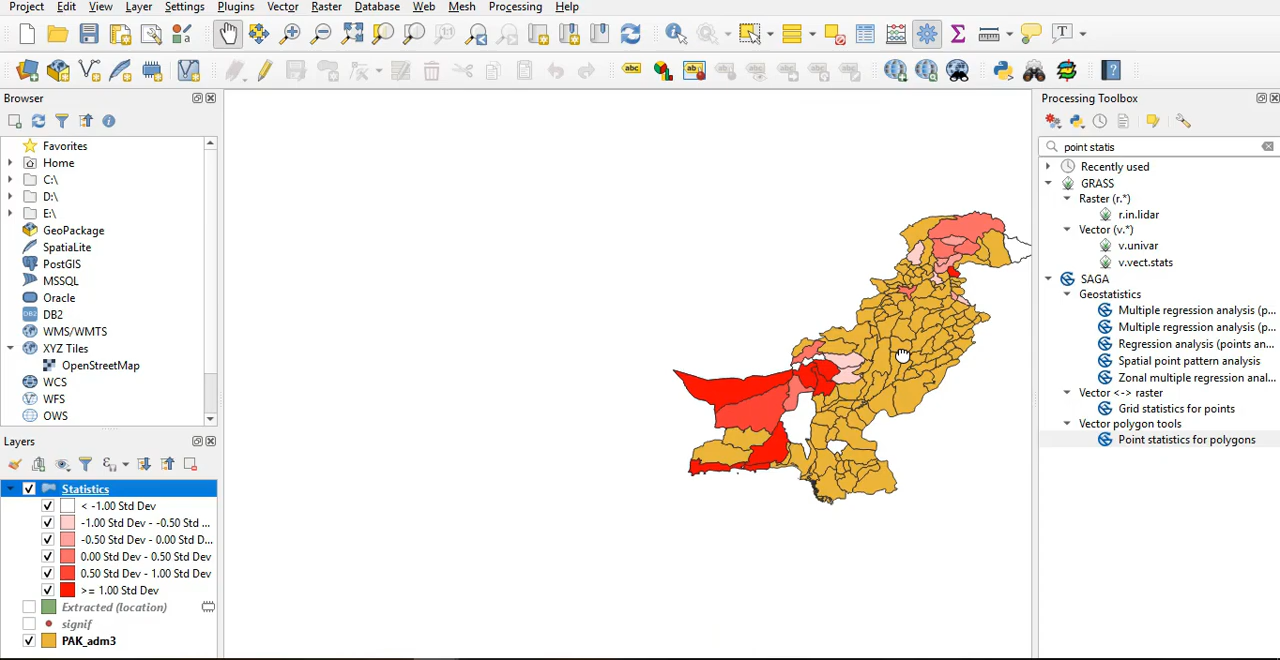 Project Edit View Layer Settings Plugins Vector Raster Database Web Mesh Processing Help
1:1
T
abc ab
Browser
Favorites
Home
C:\
D:\
E:\
GeoPackage
SpatiaLite
PostGIS
MSSQL
Oracle
DB2
WMS/WMTS
XYZ Tiles
OpenStreetMap
WCS
WFS
OWS
Layers
Statistics
< -1.00 Std Dev
-1.00 Std Dev - -0.50 Std ...
-0.50 Std Dev - 0.00 Std D...
0.00 Std Dev - 0.50 Std Dev
0.50 Std Dev - 1.00 Std Dev
>= 1.00 Std Dev
Extracted (location)
signif
PAK_adm3
Processing Toolbox
point statis
Recently used
GRASS
Raster (r.*)
r.in.lidar
Vector (v.*)
v.univar
v.vect.stats
SAGA
Geostatistics
Multiple regression analysis (p...
Multiple regression analysis (p...
Regression analysis (points an...
Spatial point pattern analysis
Zonal multiple regression anal...
Vector <-> raster
Grid statistics for points
Vector polygon tools
Point statistics for polygons